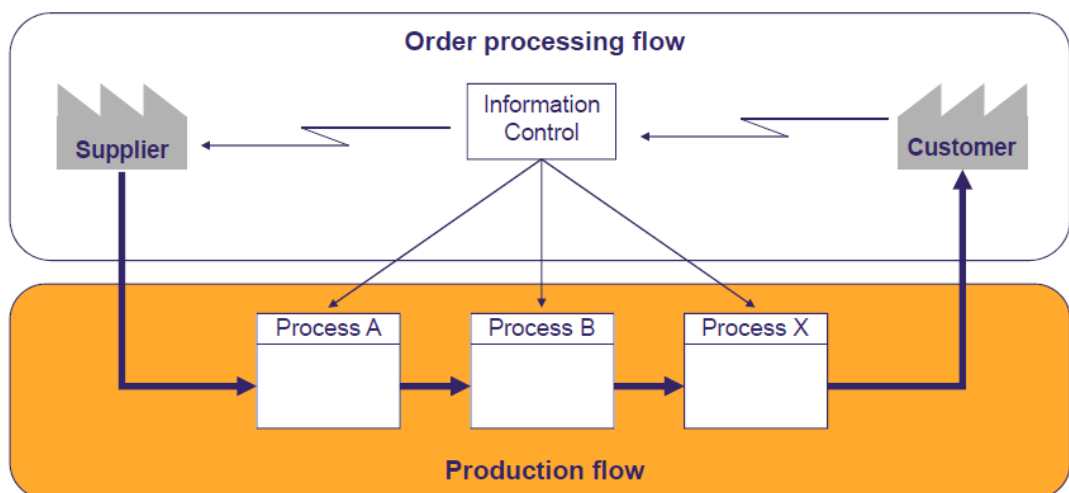 Order processing flow
Supplier
Information
Control
Customer
Process A
Process B
Process X
Production flow